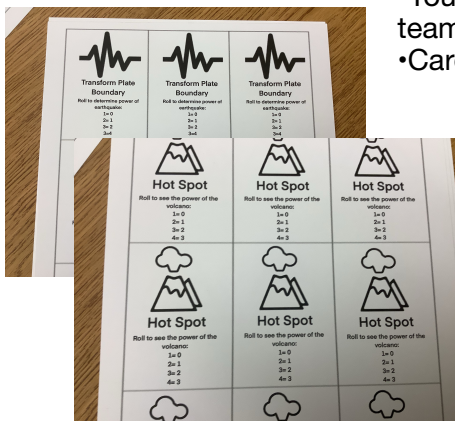 You
team
Transform Plate Boundary
Roll to determine power of earthquake:
1= 0
2= 1
3= 2
3=4
Transform Plate Boundary
Roll to determine power of earthquake:
1= 0
2= 1
3= 2
Transform Plate Boundary
Roll to determine power of earthquake:
1= 0
2= 1
Hot Spot
Roll to see the power of the volcano:
1= 0
2= 1
3= 2
4= 3
Hot Spot
Roll to see the power of the volcano:
1= 0
2= 1
3= 2
4= 3
Hot Spot
Roll to see the power of the volcano:
1= 0
2= 1
3= 2
4= 3
Hot Spot
Roll to see the power of the volcano:
1= 0
2= 1
3= 2
4= 3
Hot Spot
Roll to see the power of the volcano:
1= 0
2= 1
3= 2
4= 3
Hot Spot
Roll to see the power of the volcano:
1= 0
2= 1
3= 2
4= 3